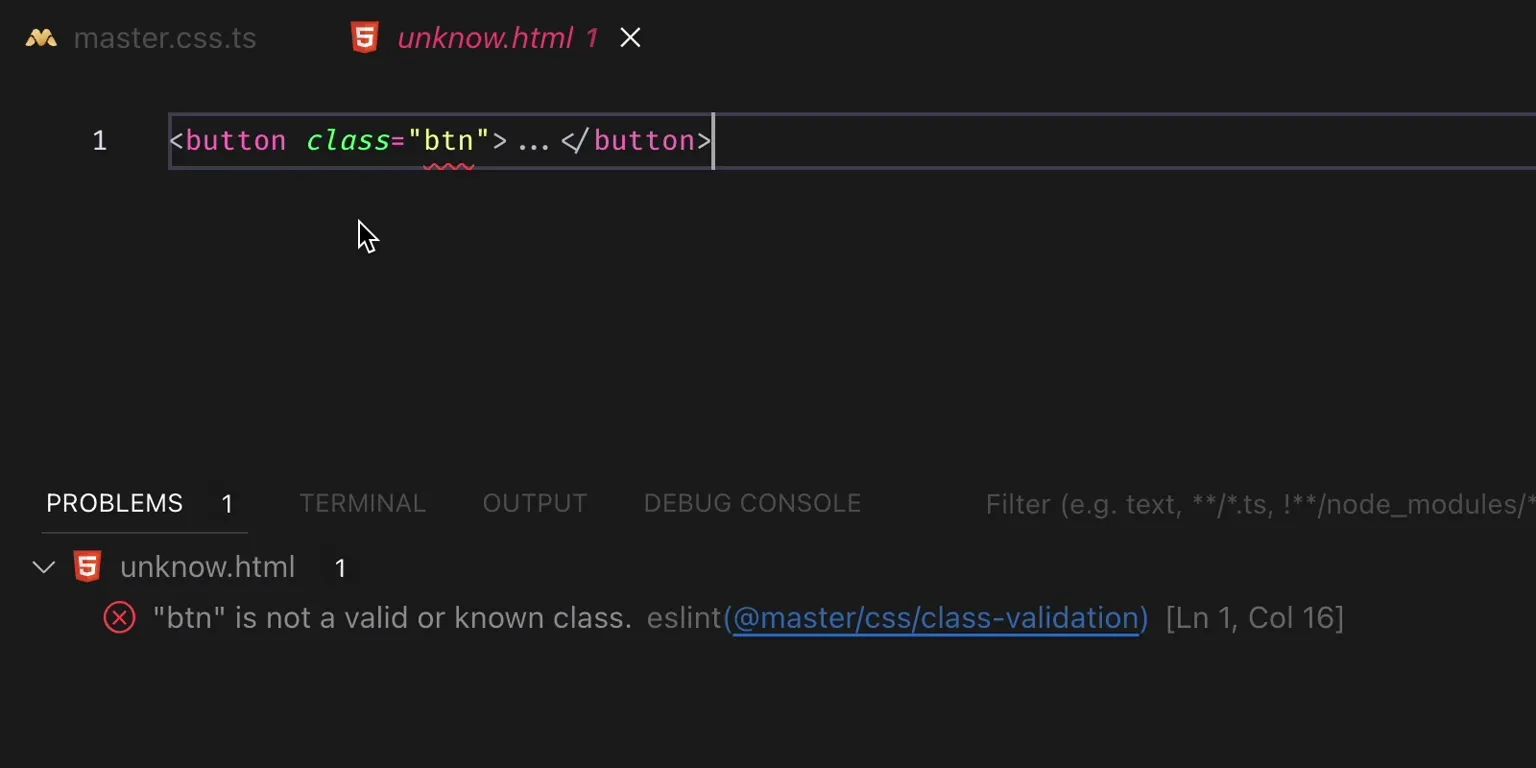 master.css.ts unknow.html 1
1 <button class="btn">...</button>
PROBLEMS 1 TERMINAL OUTPUT DEBUG CONSOLE Filter (e.g. text, **/*.ts, !**/node_modules/*
unknow.html 1
"btn" is not a valid or known class. eslint(@master/css/class-validation) [Ln 1, Col 16]